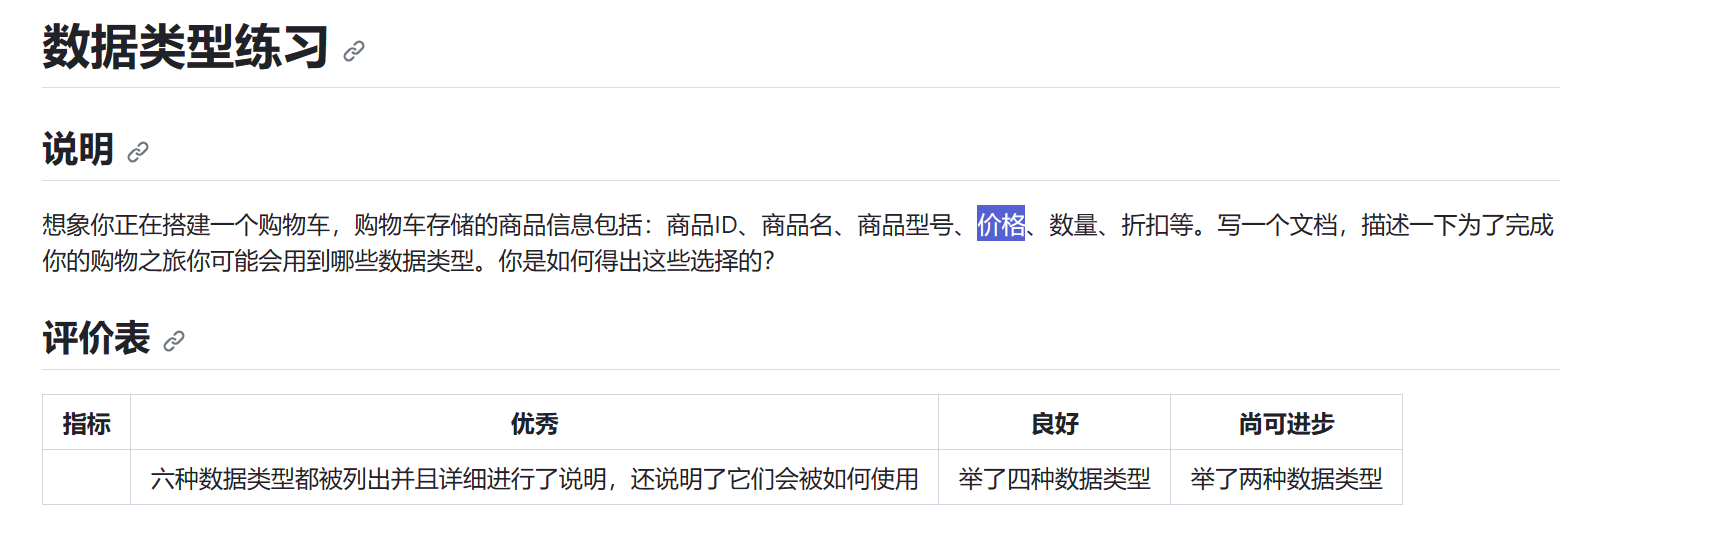 数据类型练习
说明
想象你正在搭建一个购物车，购物车存储的商品信息包括：商品ID、商品名、商品型号、价格、数量、折扣等。写一个文档，描述一下为了完成
你的购物之旅你可能会用到哪些数据类型。你是如何得出这些选择的？
评价表
指标 优秀 良好 尚可进步
六种数据类型都被列出并且详细进行了说明，还说明了它们会被如何使用 举了四种数据类型 举了两种数据类型